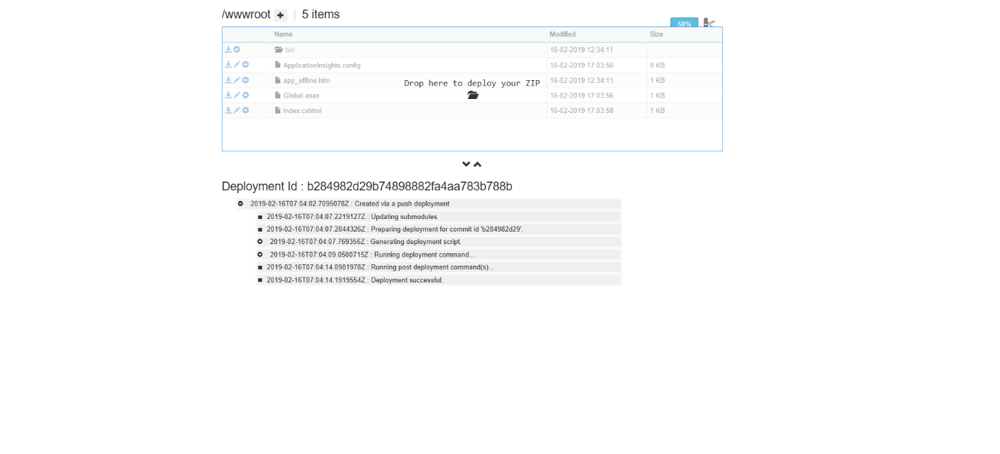 /wwwroot + | 5 items
50%
Name Modified Size
bin 16-02-2019 12:34:11
ApplicationInsights.config 16-02-2019 17:03:56 9 KB
app_offline.htm 16-02-2019 12:34:11 1 KB
Drop here to deploy your ZIP
Global.asax 16-02-2019 17:03:56 1 KB
index.cshtml 16-02-2019 17:03:58 1 KB
Deployment Id : b284982d29b74898882fa4aa783b788b
2019-02-16T07:04:02.7095078Z : Created via a push deployment
2019-02-16T07:04:07.2219127Z : Updating submodules.
2019-02-16T07:04:07.2844326Z : Preparing deployment for commit id 'b284982d29'.
2019-02-16T07:04:07.769356Z : Generating deployment script.
2019-02-16T07:04:09.0500715Z : Running deployment command...
2019-02-16T07:04:14.0981978Z : Running post deployment command(s)...
2019-02-16T07:04:14.1919554Z : Deployment successful.